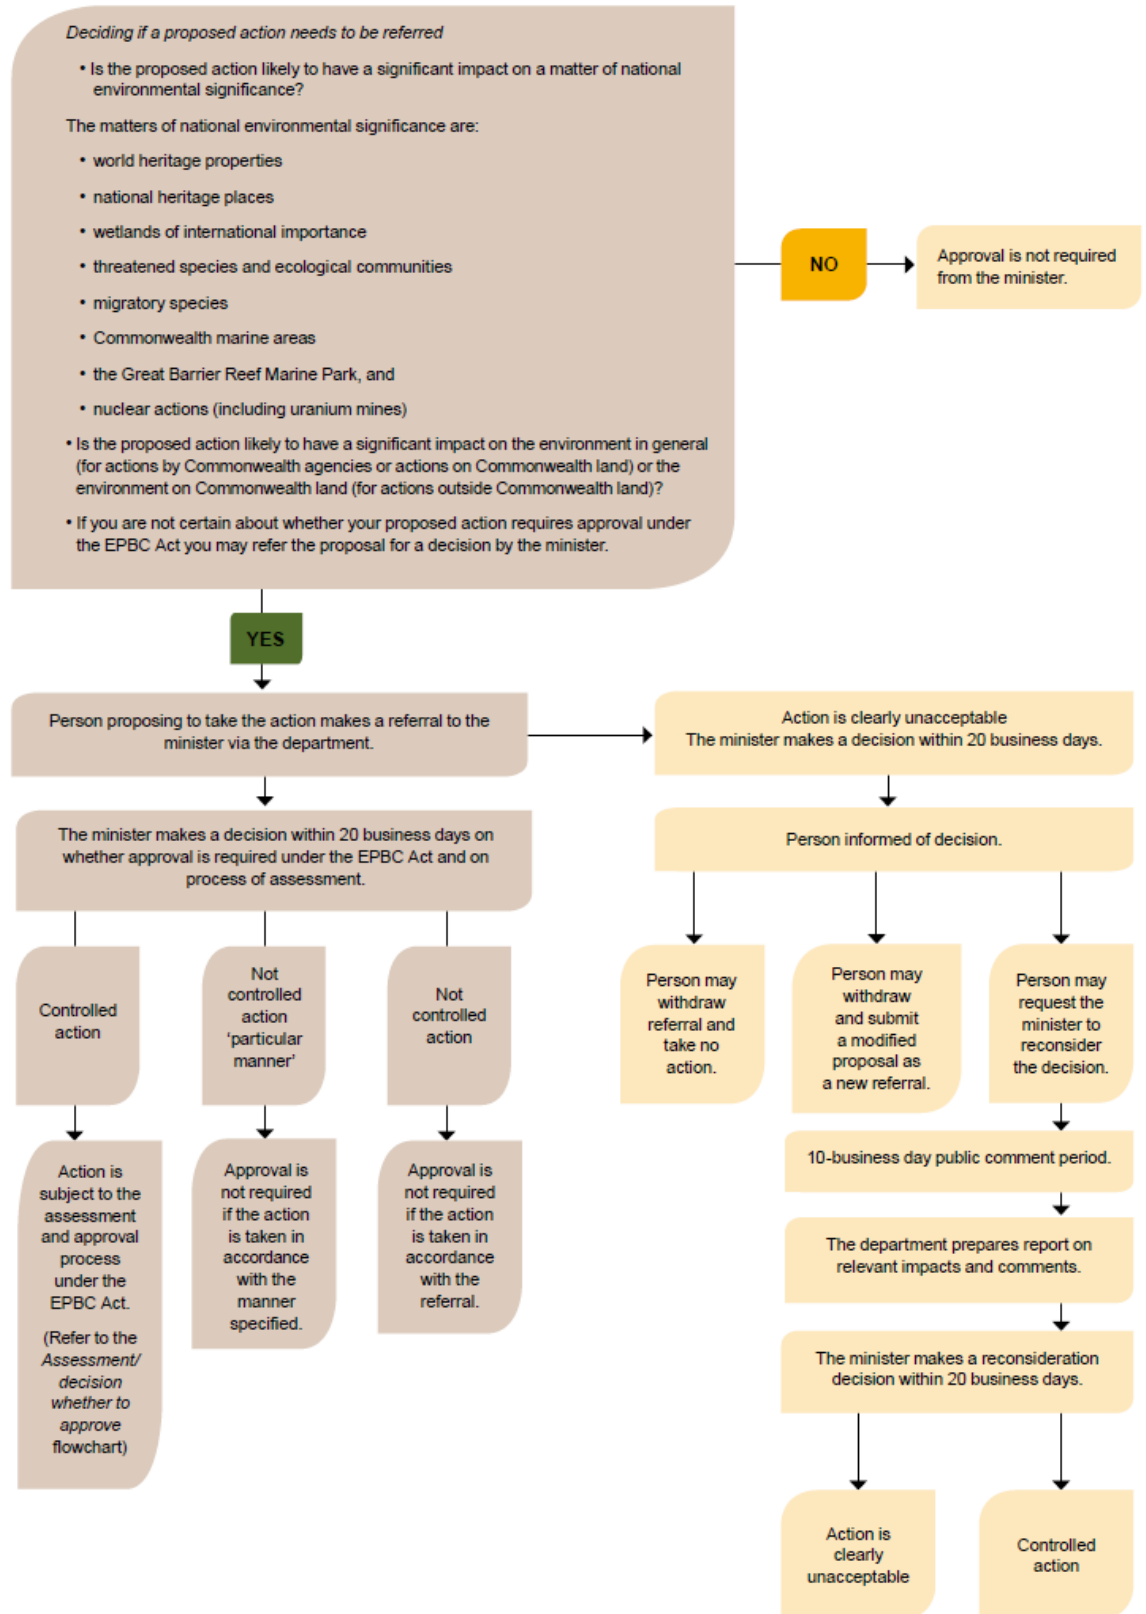 Deciding if a proposed action needs to be referred
• Is the proposed action likely to have a significant impact on a matter of national
environmental significance?
The matters of national environmental significance are:
• world heritage properties
• national heritage places
• wetlands of international importance
• threatened species and ecological communities
• migratory species
• Commonwealth marine areas
• the Great Barrier Reef Marine Park, and
• nuclear actions (including uranium mines)
• Is the proposed action likely to have a significant impact on the environment in general
(for actions by Commonwealth agencies or actions on Commonwealth land) or the
environment on Commonwealth land (for actions outside Commonwealth land)?
• If you are not certain about whether your proposed action requires approval under
the EPBC Act you may refer the proposal for a decision by the minister.
NO
Approval is not required
from the minister.
YES
Person proposing to take the action makes a referral to the
minister via the department.
Action is clearly unacceptable
The minister makes a decision within 20 business days.
The minister makes a decision within 20 business days on
whether approval is required under the EPBC Act and on
process of assessment.
Person informed of decision.
Controlled
action
Not
controlled
action
‘particular
manner’
Not
controlled
action
Person may
withdraw
referral and
take no
action.
Person may
withdraw
and submit
a modified
proposal as
a new referral.
Person may
request the
minister to
reconsider
the decision.
Action is
subject to the
assessment
and approval
process
under the
EPBC Act.
(Refer to the
Assessment/
decision
whether to
approve
flowchart)
Approval is
not required
if the action
is taken in
accordance
with the
manner
specified.
Approval is
not required
if the action
is taken in
accordance
with the
referral.
10-business day public comment period.
The department prepares report on
relevant impacts and comments.
The minister makes a reconsideration
decision within 20 business days.
Action is
clearly
unacceptable
Controlled
action